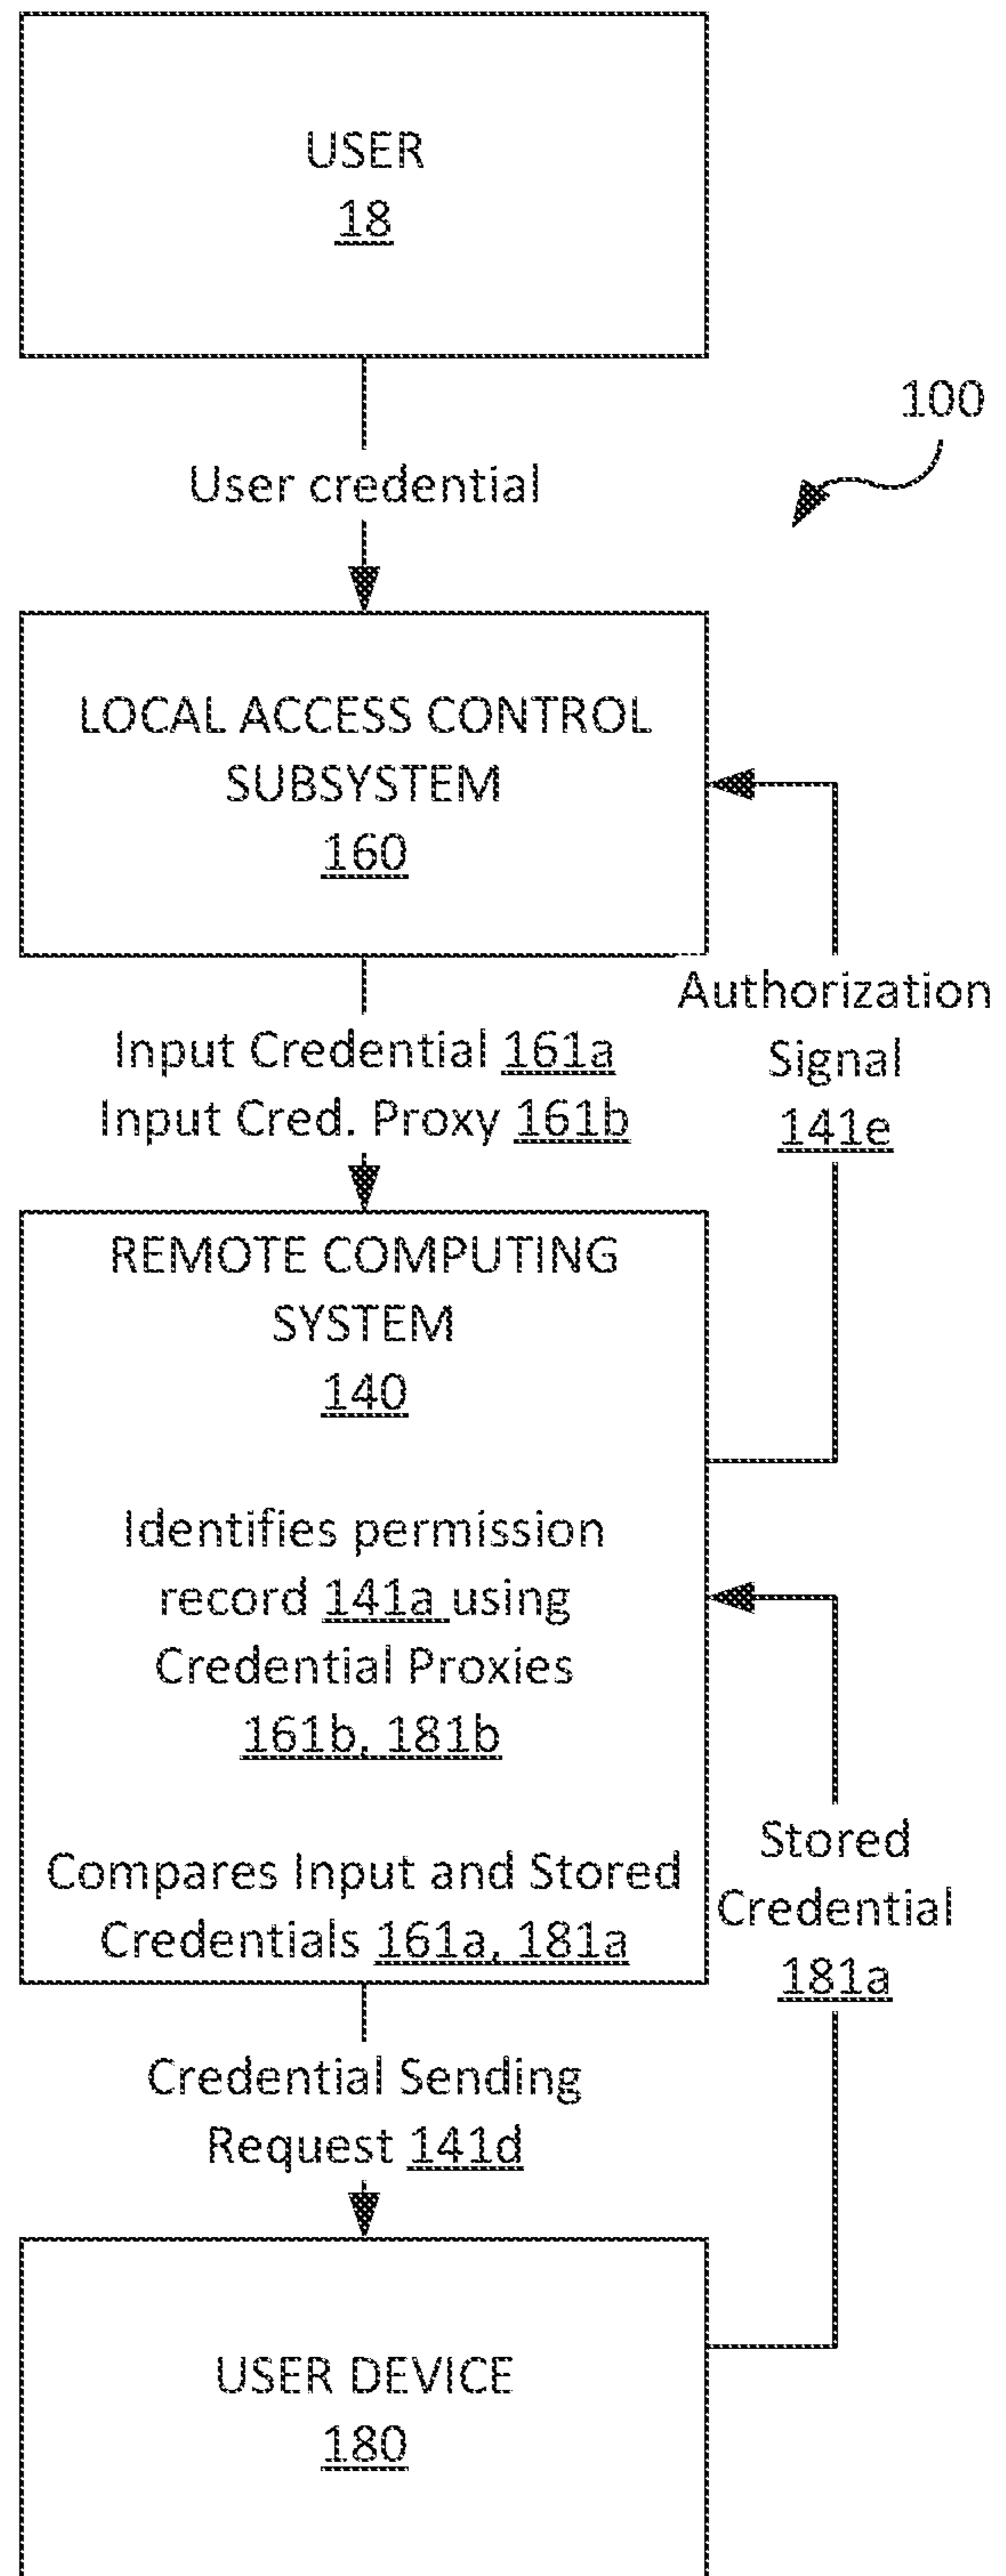 USER
18
100
User credential
LOCAL ACCESS CONTROL
SUBSYSTEM
160
Authorization
Signal
141e
Input Credential 161a
Input Cred. Proxy 161b
REMOTE COMPUTING
SYSTEM
140
Identifies permission
record 141a using
Credential Proxies
161b, 181b
Compares Input and Stored
Credentials 161a, 181a
Stored
Credential
181a
Credential Sending
Request 141d
USER DEVICE
180